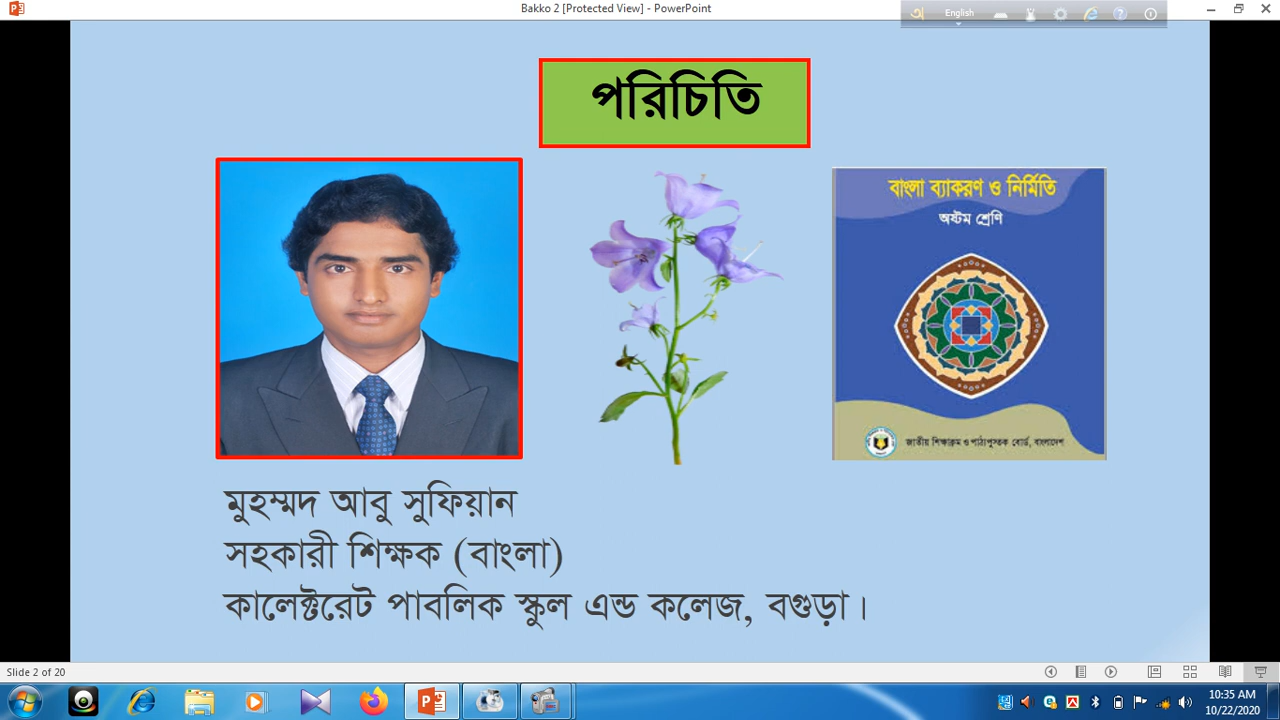 Bakko 2 [Protected View] - PowerPoint
English
পরিচিতি
বাংলা ব্যাকরণ ও নির্মিতি
অষ্টম শ্রেণি
জাতীয় শিক্ষাক্রম ও পাঠ্যপুস্তক বোর্ড, বাংলাদেশ
মুহম্মদ আবু সুফিয়ান
সহকারী শিক্ষক (বাংলা)
কালেক্টরেট পাবলিক স্কুল এন্ড কলেজ, বগুড়া।
Slide 2 of 20
10:35 AM
10/22/2020